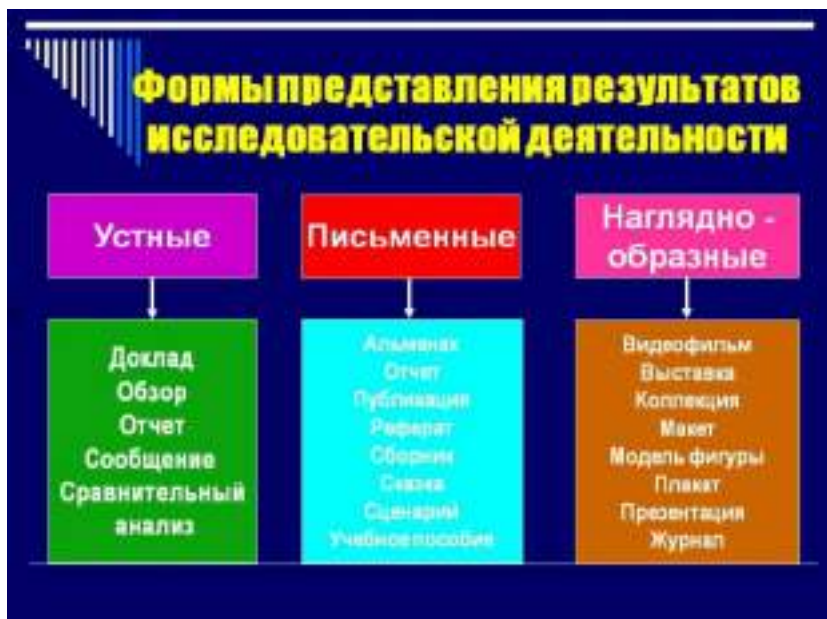 Формы представления результатов
исследовательской деятельности
Устные
Доклад
Обзор
Отчет
Сообщение
Сравнительный
анализ
Письменные
Альманах
Отчет
Публикация
Реферат
Сборник
Сказка
Сценарий
Учебное пособие
Наглядно -
образные
Видеофильм
Выставка
Коллекция
Макет
Модель фигуры
Плакат
Презентация
Журнал